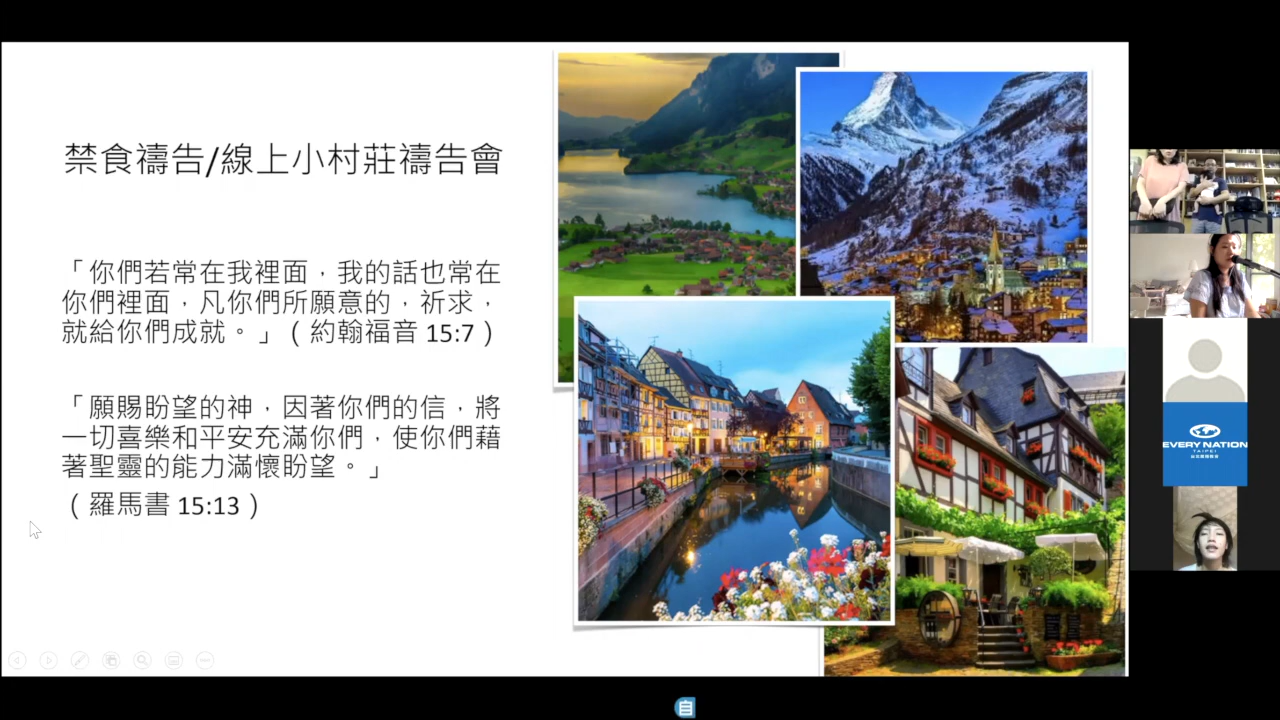 禁食禱告/線上小村莊禱告會
「你們若常在我裡面，我的話也常在
你們裡面，凡你們所願意的，祈求，
就給你們成就。」（約翰福音 15:7）
「願賜盼望的神，因著你們的信，將
一切喜樂和平安充滿你們，使你們藉
著聖靈的能力滿懷盼望。」
（羅馬書 15:13）
EVERY NATION
TAIPEI